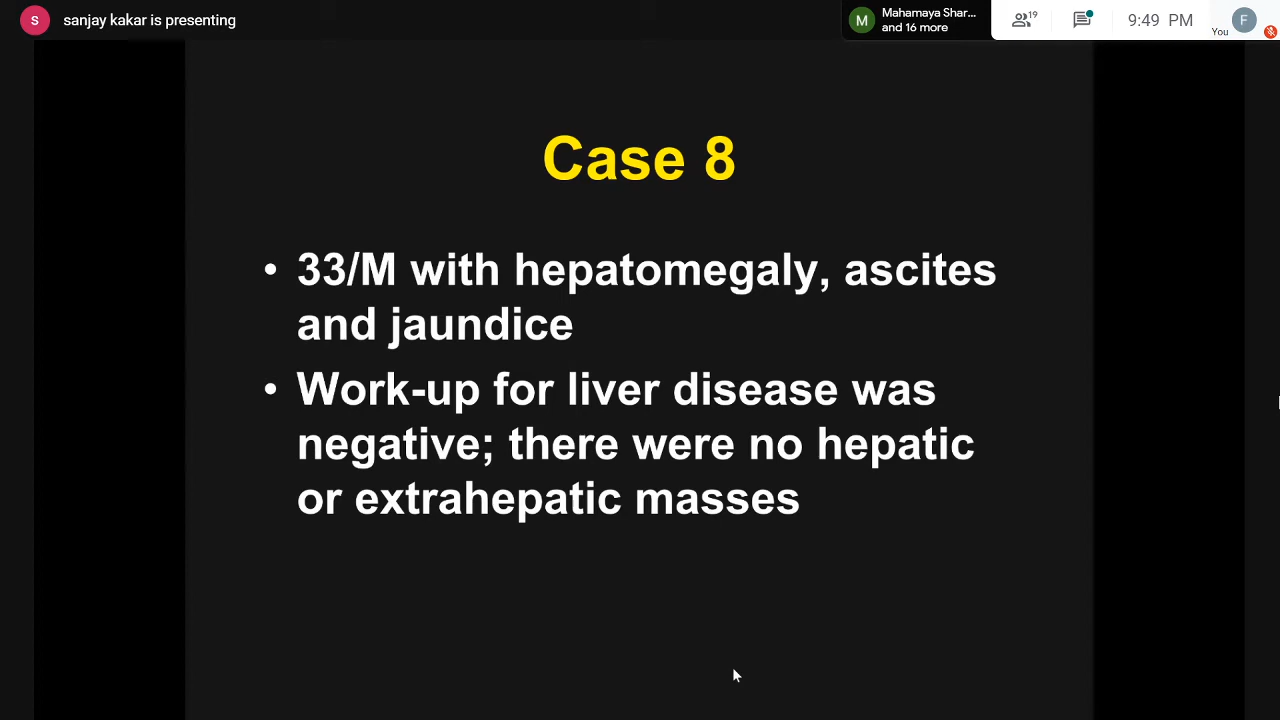 S sanjay kakar is presenting
M Mahamaya Shar...
and 16 more
19
9:49 PM
You
F
Case 8
• 33/M with hepatomegaly, ascites
and jaundice
• Work-up for liver disease was
negative; there were no hepatic
or extrahepatic masses